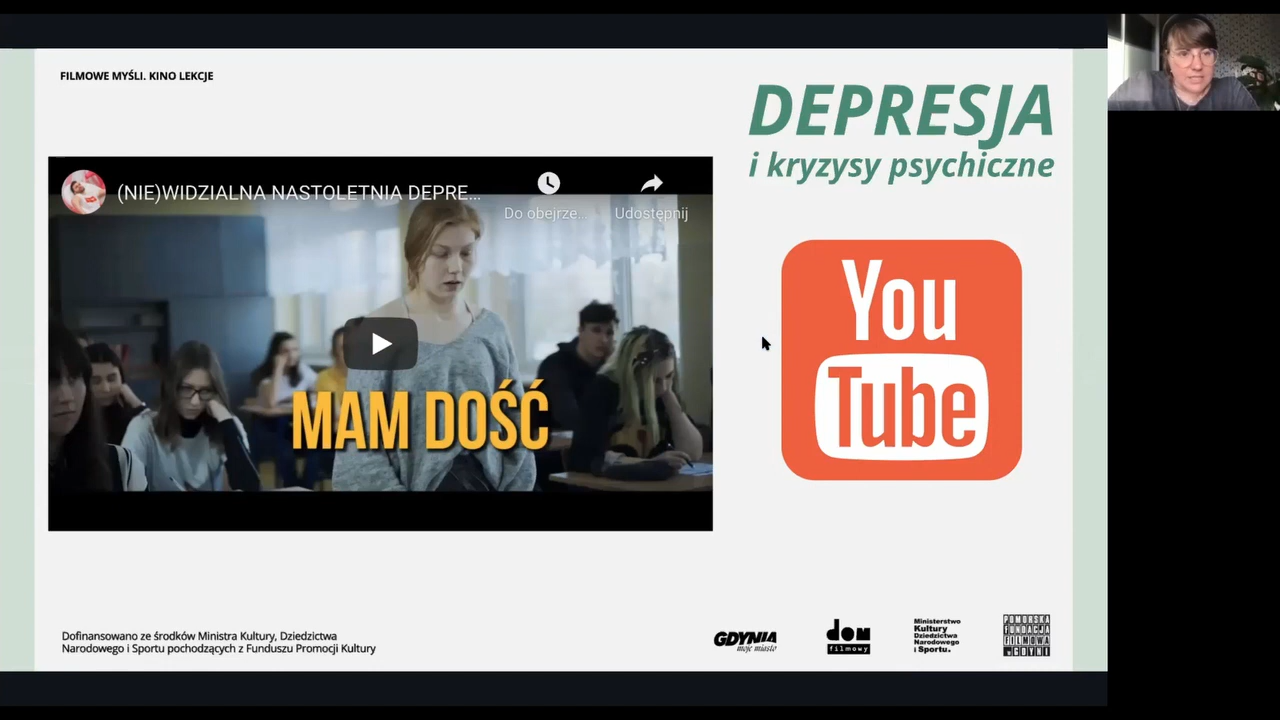 FILMOWE MYŚLI. KINO LEKCJE
DEPRESJA
i kryzysy psychiczne
(NIE)WIDZIALNA NASTOLETNIA DEPRE...
Do obejrze...
Udostępnij
MAM DOŚĆ
You
Tube
Dofinansowano ze środków Ministra Kultury, Dziedzictwa
Narodowego i Sportu pochodzących z Funduszu Promocji Kultury
GDYNIA
moje miasto
dom
filmowy
Ministerstwo
Kultury
Dziedzictwa
Narodowego
i Sportu.
POMORSKA
FUNDACJA
FILMOWA
w GDYNI